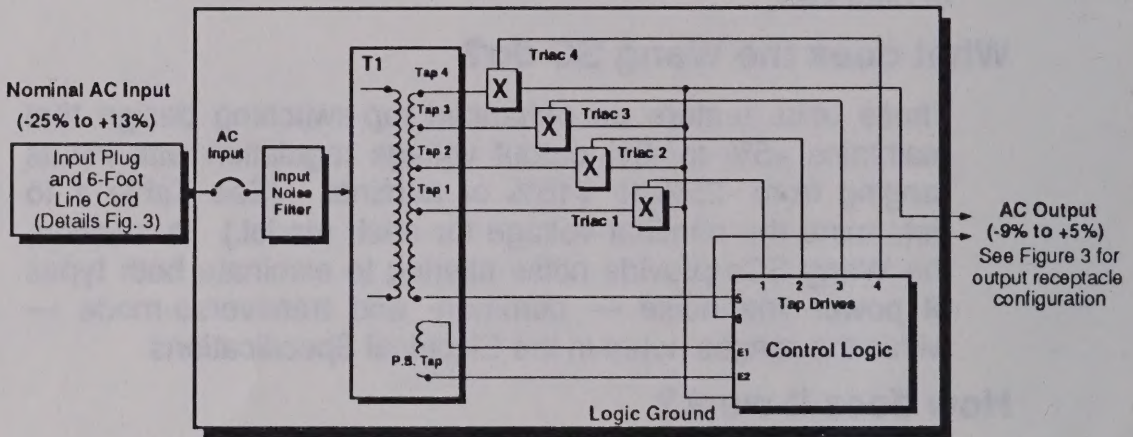 Nominal AC Input
(-25% to +13%)
Input Plug
and 6-Foot
Line Cord
(Details Fig. 3)
AC
Input
Input
Noise
Filter
T1
Tap 4
Tap 3
Tap 2
Tap 1
P.S. Tap
Triac 4
X
Triac 3
X
Triac 2
X
Triac 1
X
1 2 3 4
Tap Drives
5
6
Control Logic
E1
E2
Logic Ground
AC Output
(-9% to +5%)
See Figure 3 for
output receptacle
configuration